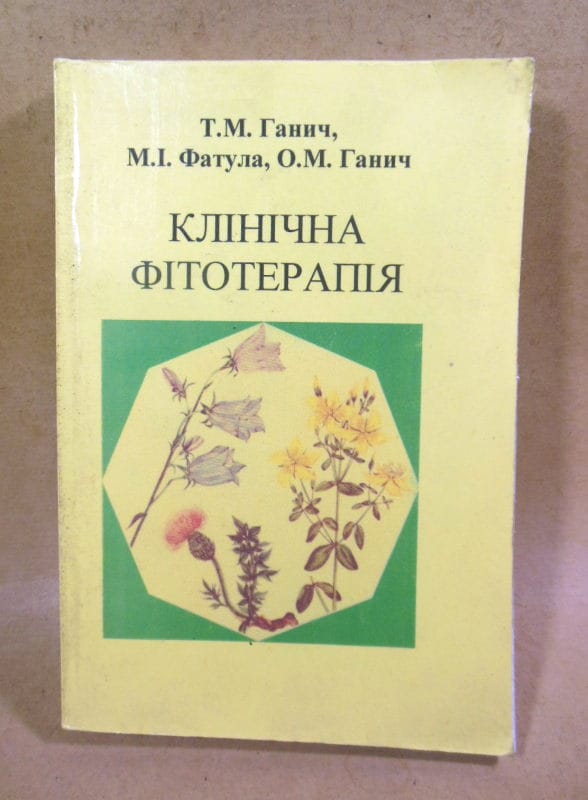 Т.М. Ганич,
М.І. Фатула, О.М. Ганич
КЛІНІЧНА
ФІТОТЕРАПІЯ